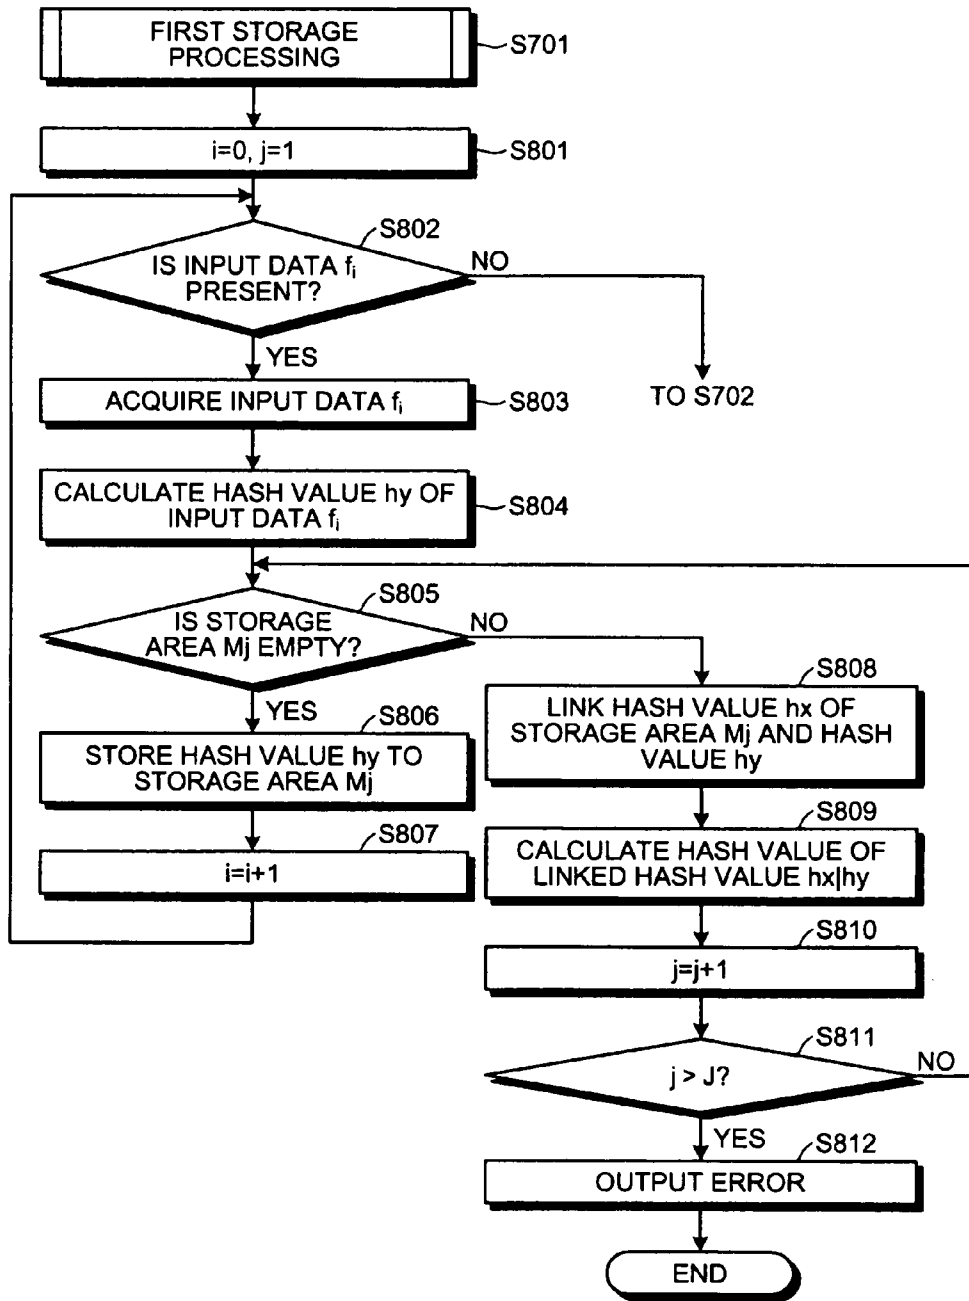 FIRST STORAGE
PROCESSING
S701
i=0, j=1
S801
S802
IS INPUT DATA fi
PRESENT?
NO
YES
TO S702
ACQUIRE INPUT DATA fi
S803
CALCULATE HASH VALUE hy OF
INPUT DATA fi
S804
S805
IS STORAGE
AREA Mj EMPTY?
NO
YES
S806
STORE HASH VALUE hy TO
STORAGE AREA Mj
S807
i=i+1
S808
LINK HASH VALUE hx OF
STORAGE AREA Mj AND HASH
VALUE hy
S809
CALCULATE HASH VALUE OF
LINKED HASH VALUE hx|hy
S810
j=j+1
S811
j > J?
NO
YES
S812
OUTPUT ERROR
END